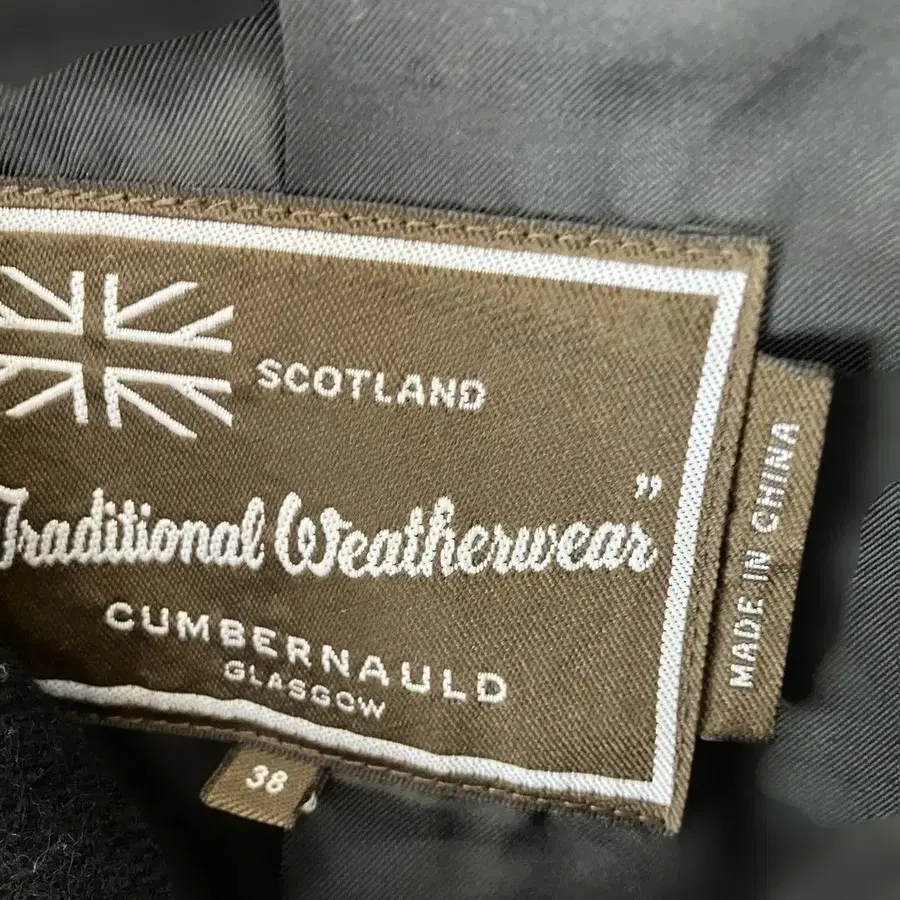 SCOTLAND
Traditional Weatherwear”
CUMBERNAULD
GLASGOW
38
MADE IN CHINA